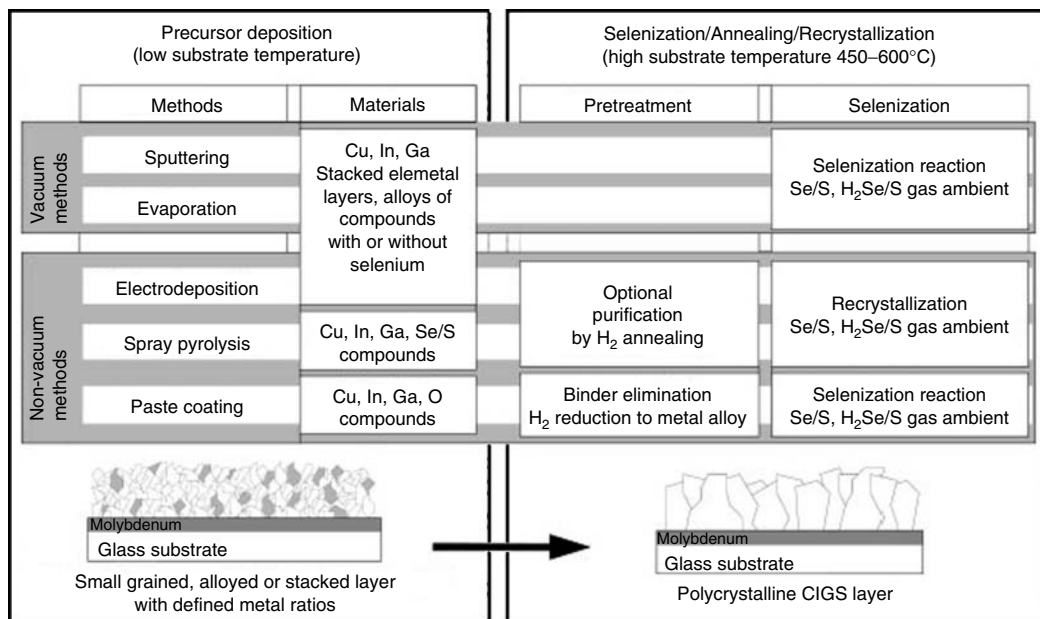 Precursor deposition
(low substrate temperature)
Selenization/Annealing/Recrystallization
(high substrate temperature 450–600°C)
Methods
Materials
Pretreatment
Selenization
Vacuum
methods
Sputtering
Evaporation
Cu, In, Ga
Stacked elemetal
layers, alloys of
compounds
with or without
selenium
Selenization reaction
Se/S, H₂Se/S gas ambient
Non-vacuum
methods
Electrodeposition
Spray pyrolysis
Paste coating
Cu, In, Ga, Se/S
compounds
Cu, In, Ga, O
compounds
Optional
purification
by H₂ annealing
Binder elimination
H₂ reduction to metal alloy
Recrystallization
Se/S, H₂Se/S gas ambient
Selenization reaction
Se/S, H₂Se/S gas ambient
Molybdenum
Glass substrate
Small grained, alloyed or stacked layer
with defined metal ratios
Molybdenum
Glass substrate
Polycrystalline CIGS layer